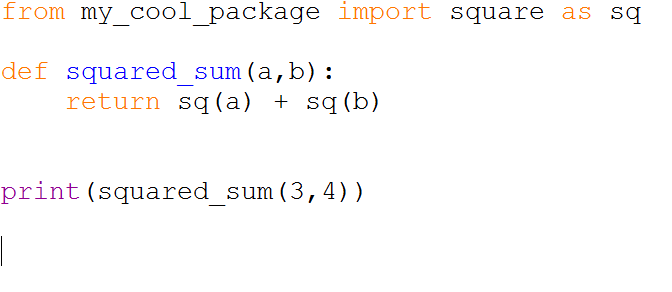 from my_cool_package import square as sq
def squared_sum(a,b):
    return sq(a) + sq(b)
print(squared_sum(3,4))